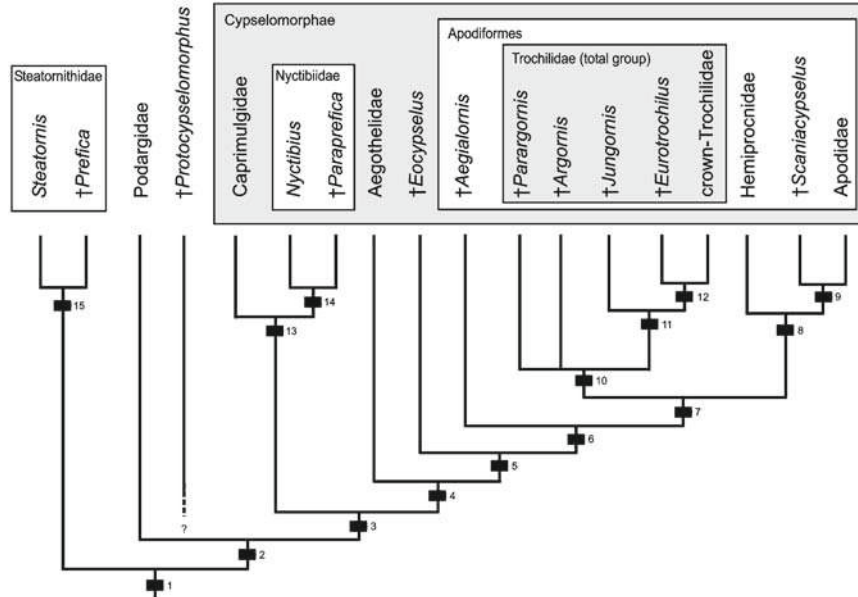 Cypselomorphae
Apodiformes
Trochilidae (total group)
Steatornithidae
Nyctibiidae
Steatornis
†Prefica
Podargidae
†Protocypselomorphus
Caprimulgidae
Nyctibius
†Paraprefica
Aegothelidae
†Eocypselus
†Aegialornis
†Parargornis
†Argornis
†Jungornis
†Eurotrochilus
crown-Trochilidae
Hemiprocnidae
†Scaniacypselus
Apodidae
15
14
12
9
13
11
8
10
7
6
5
4
?
3
2
1